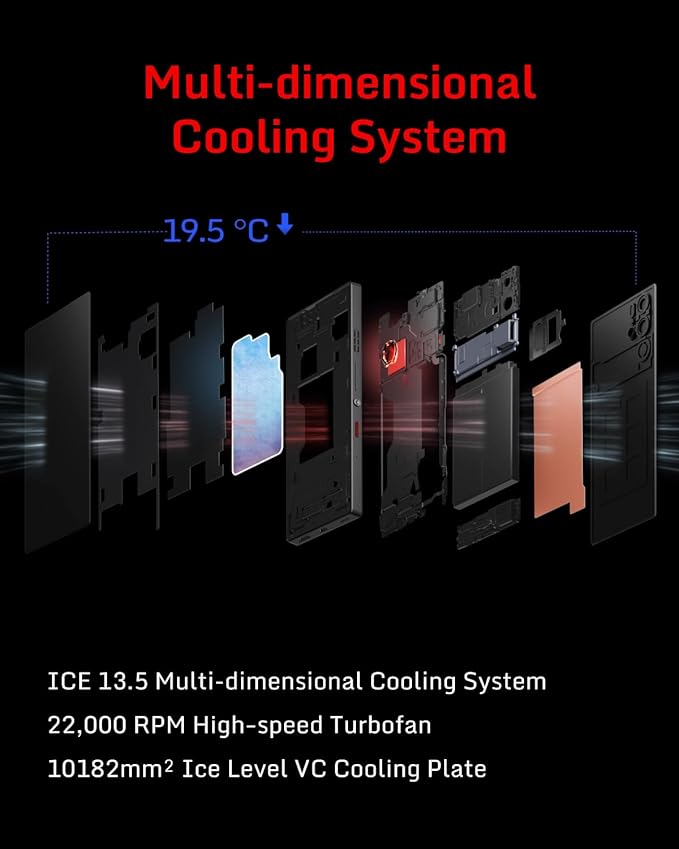 Multi-dimensional
Cooling System
19.5 °C
ICE 13.5 Multi-dimensional Cooling System
22,000 RPM High-speed Turbofan
10182mm² Ice Level VC Cooling Plate